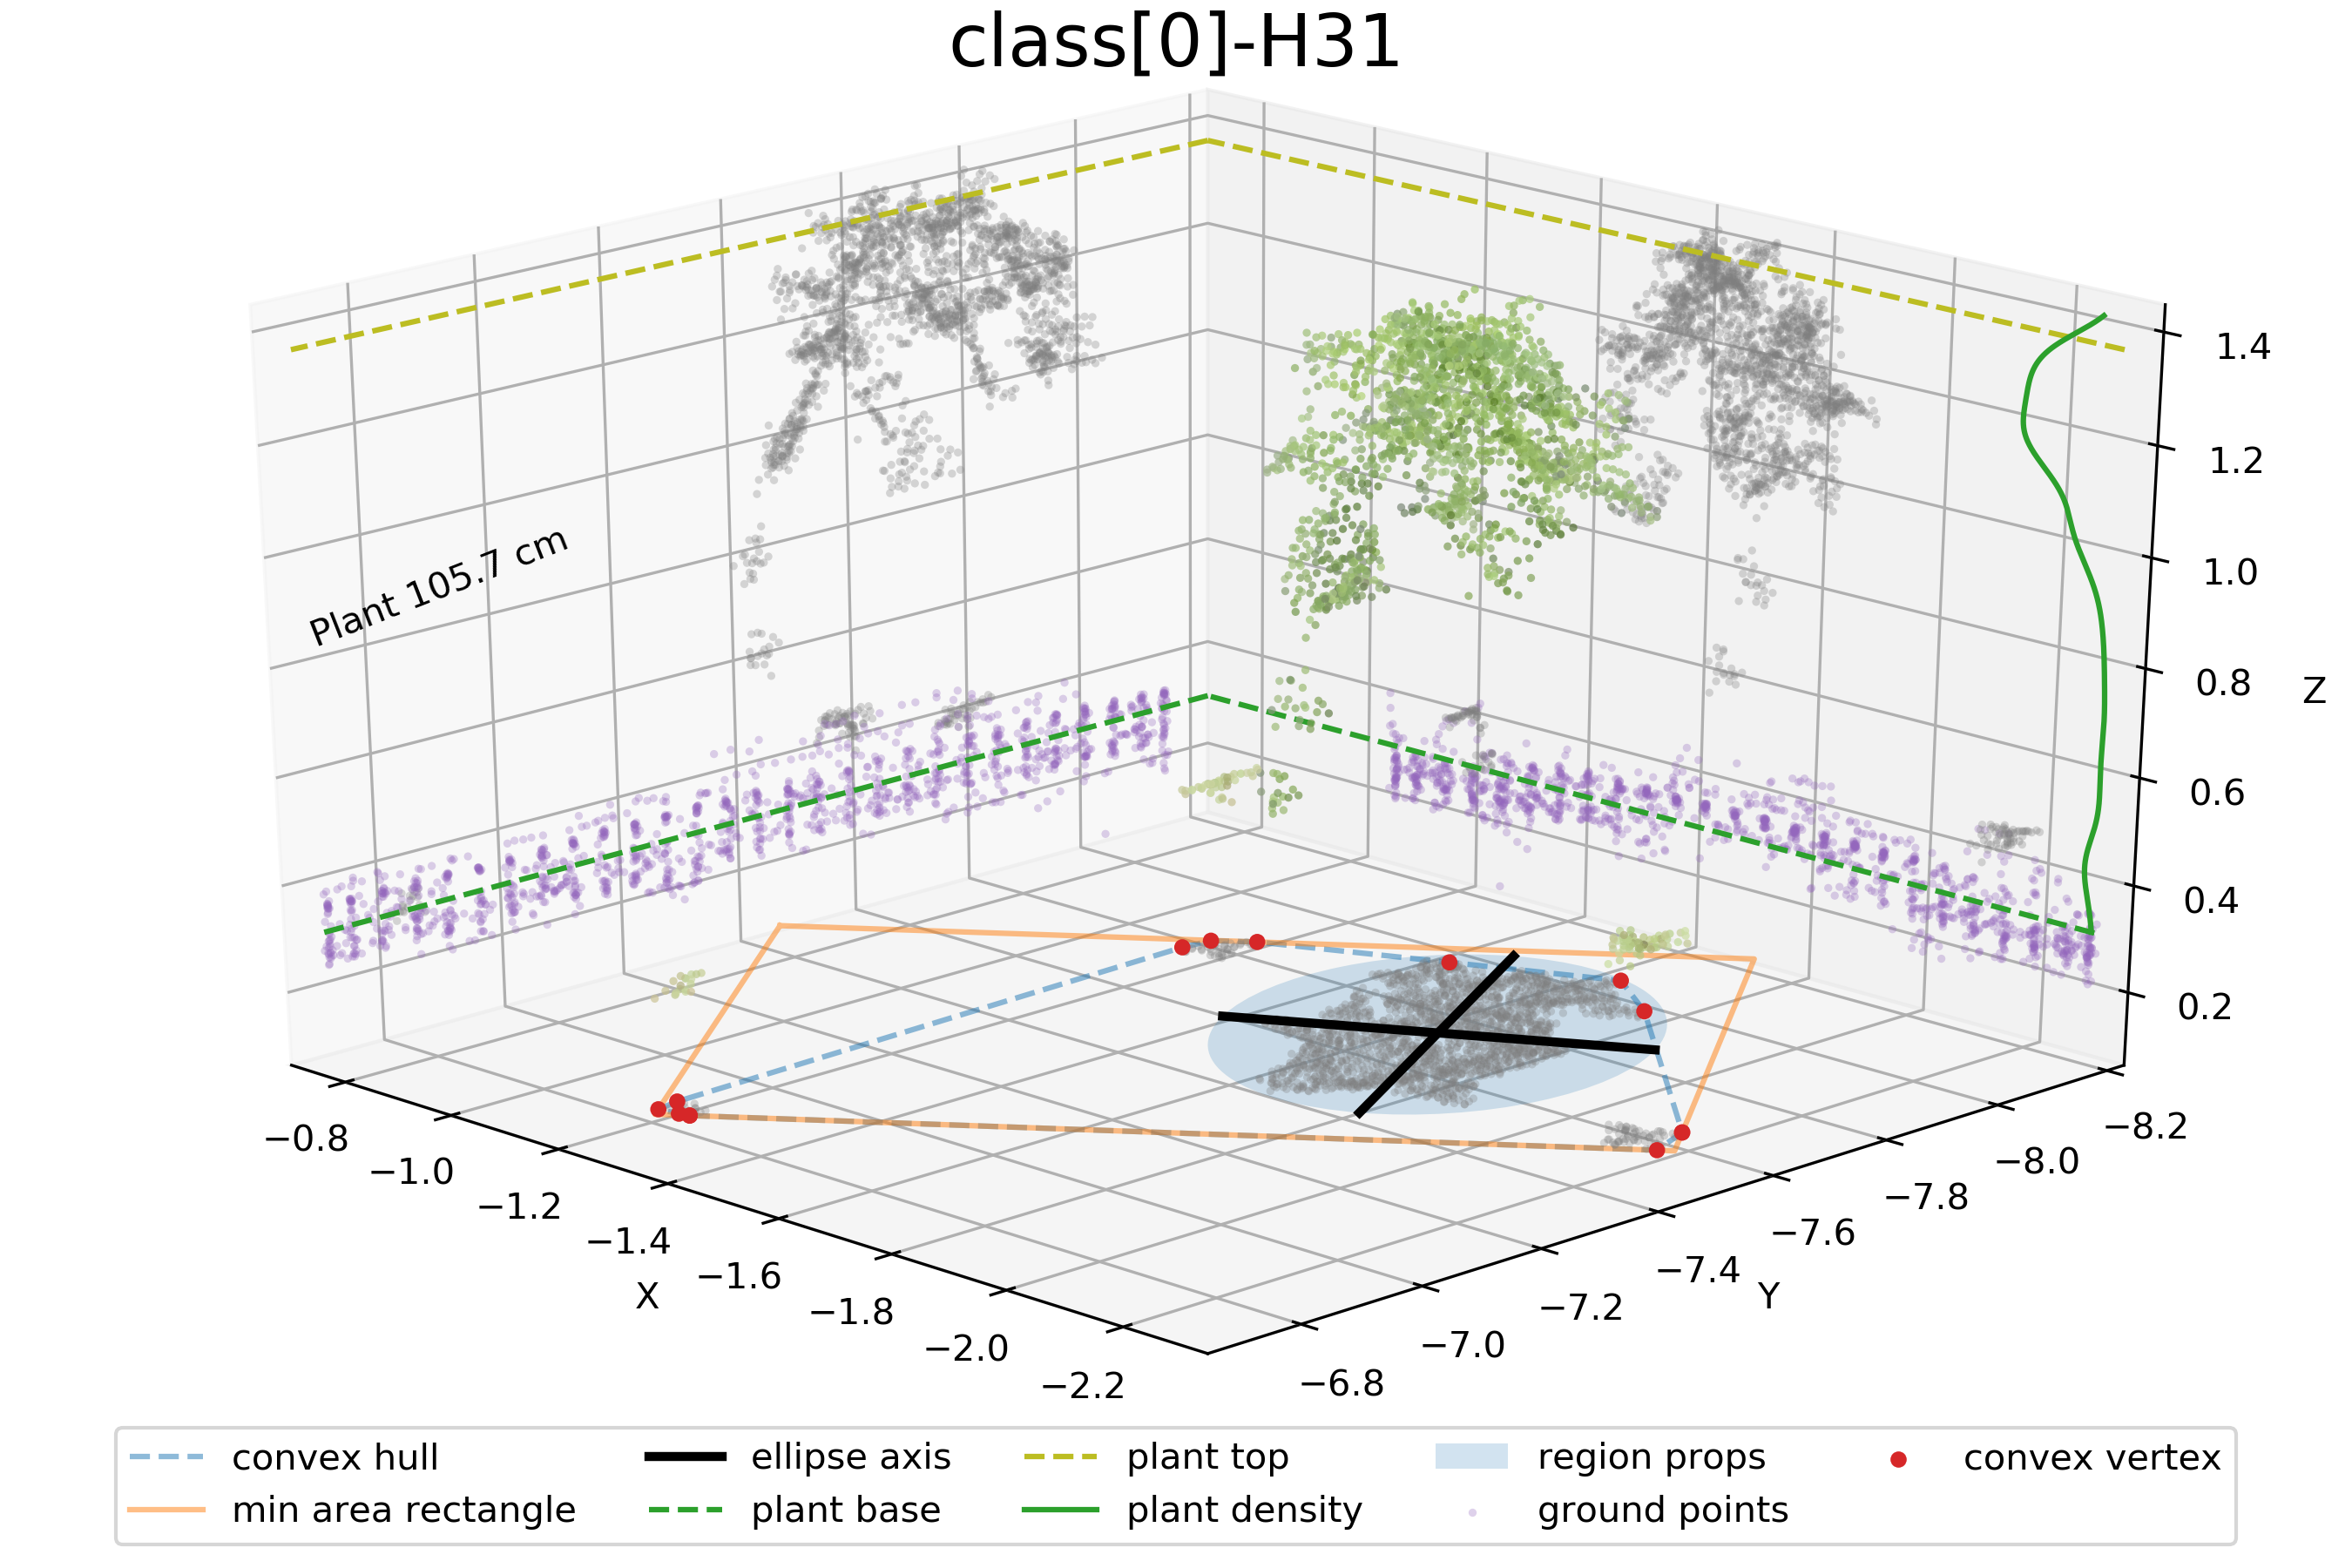 class[0]-H31
Plant 105.7 cm
1.4
1.2
1.0
0.8
0.6
0.4
0.2
Z
−0.8
−1.0
−1.2
−1.4
−1.6
−1.8
−2.0
−2.2
X
−8.2
−8.0
−7.8
−7.6
−7.4
−7.2
−7.0
−6.8
Y
convex hull
min area rectangle
ellipse axis
plant base
plant top
plant density
region props
ground points
convex vertex